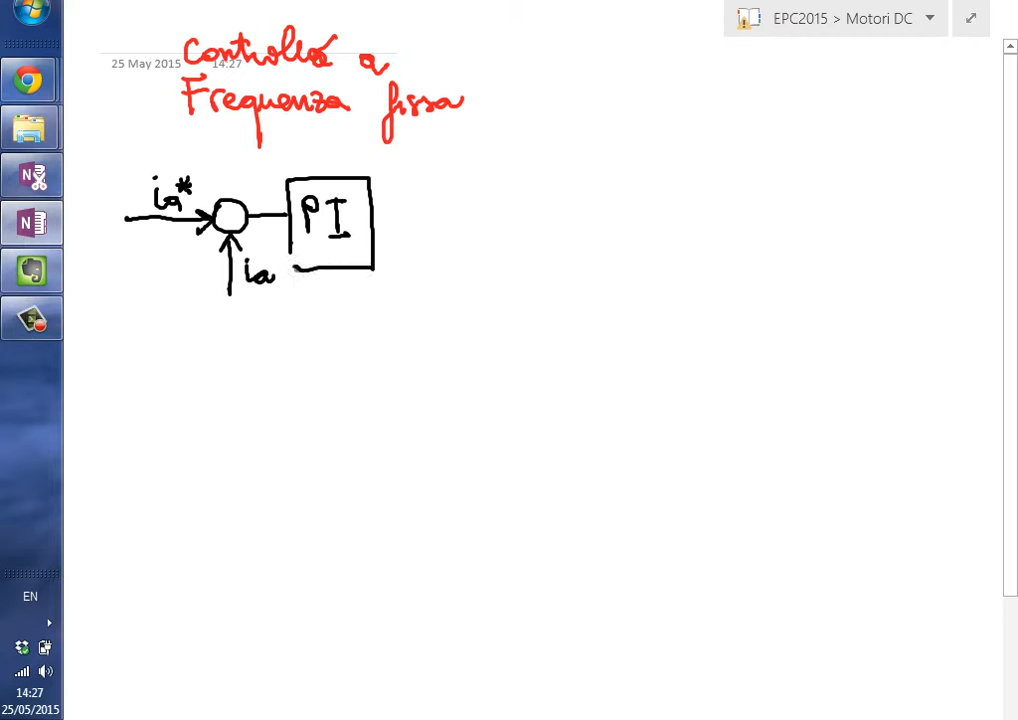 EPC2015 > Motori DC
Controllo a
25 May 2015 14:27
Frequenza fissa
ia*
PI
ia
EN
14:27
25/05/2015